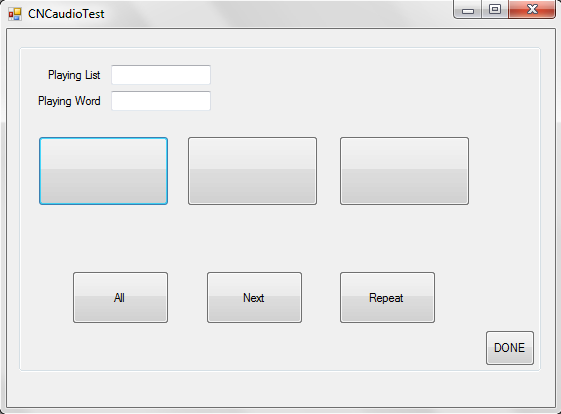 CNCaudioTest
Playing List
Playing Word
All Next Repeat
DONE